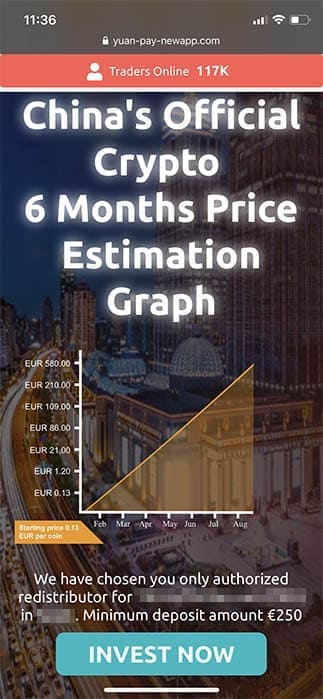 11:36
yuan-pay-newapp.com
Traders Online 117K
China's Official
Crypto
6 Months Price
Estimation
Graph
EUR 580.00
EUR 210.00
EUR 109.00
EUR 86.00
EUR 21,00
EUR 1.20
EUR 0.13
Starting price 0.13
EUR per coin
Feb Mar Apr May Jun Jul Aug
We have chosen you only authorized
redistributor for
in . Minimum deposit amount €250
INVEST NOW